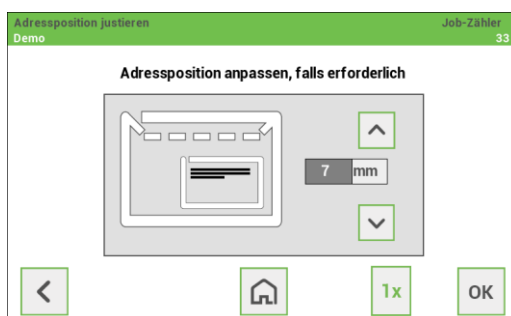 Adressposition justieren
Job-Zähler
Demo
33
Adressposition anpassen, falls erforderlich
7 mm
1x
OK